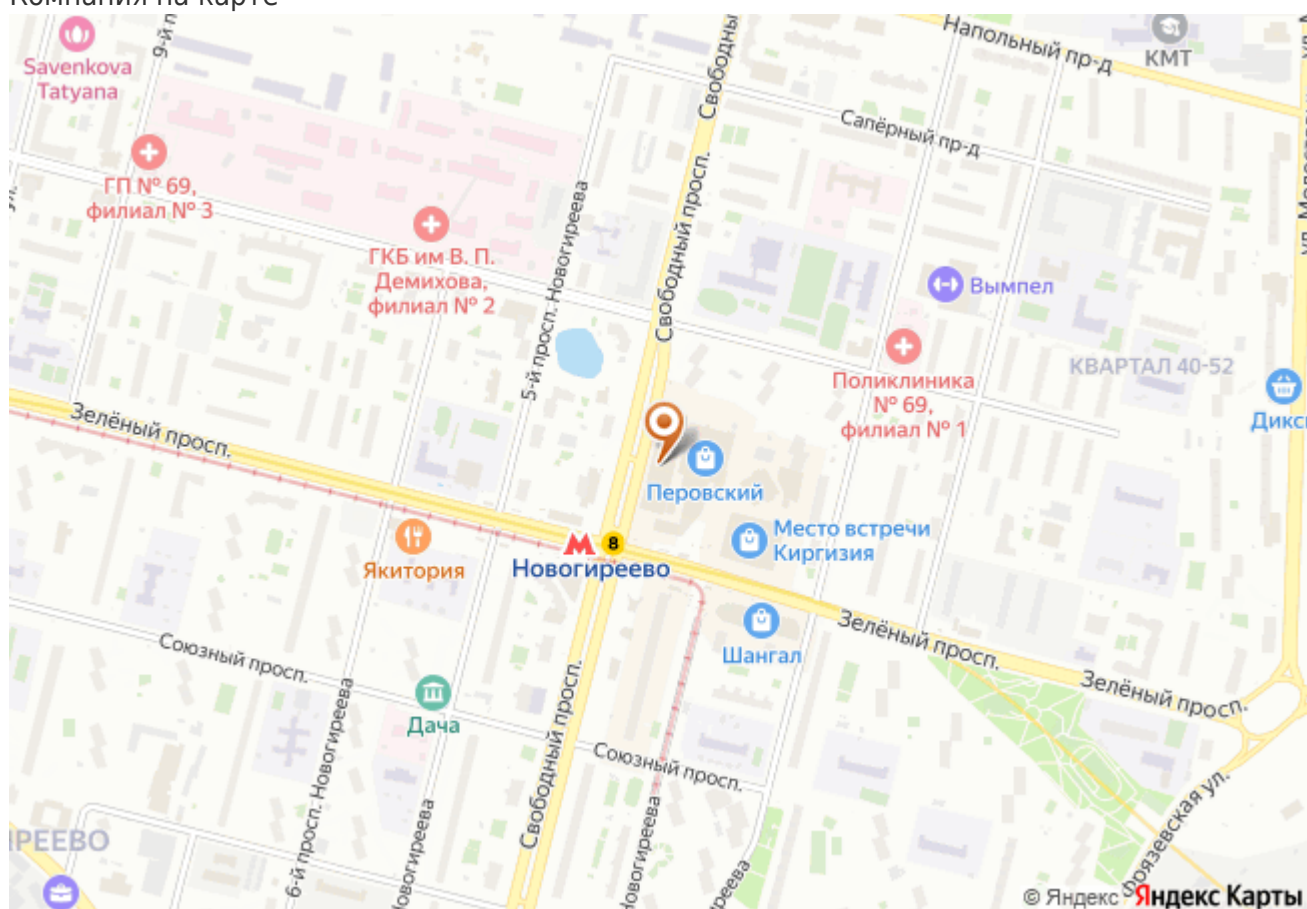 Компания на карте
Savenkova
Tatyana
9-й п
Свободны
Напольный пр-д
КМТ
Сапёрный пр-д
ГП № 69,
филиал № 3
ГКБ им В. П.
Демихова,
филиал № 2
5-й просп. Новогиреева
Свободный просп.
Вымпел
КВАРТАЛ 40-52
Поликлиника
№ 69,
филиал № 1
Дикси
Зелёный просп.
Перовский
Место встречи
Киргизия
Якитория
8
Новогиреево
Шангал
Зелёный просп.
Зелёный просп.
Союзный просп.
Дача
Союзный просп.
Свободный просп.
6-й просп. Новогиреева
Новогиреева
Новогиреева
реева
ИРЕЕВО
Фрязевская ул.
© Яндекс Яндекс Карты